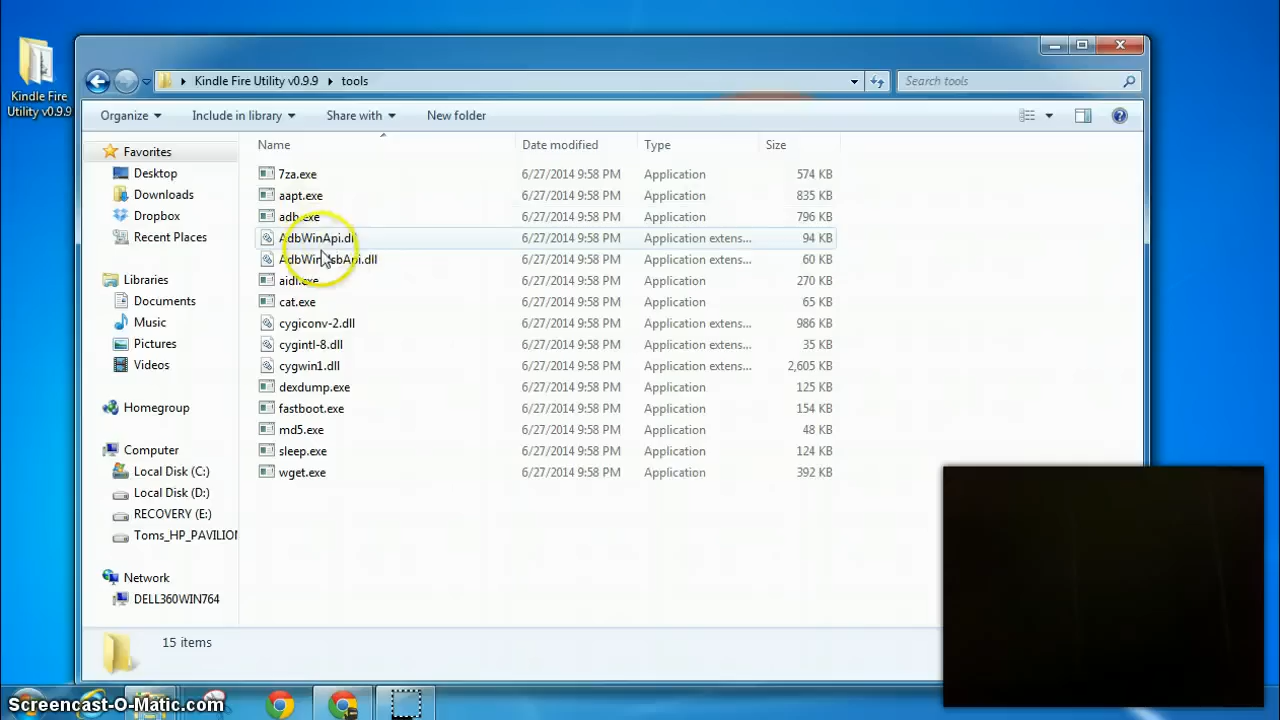 Kindle Fire
Utility v0.9.9
Kindle Fire Utility v0.9.9 tools
Search tools
Organize Include in library Share with New folder
Name Date modified Type Size
Favorites
Desktop
Downloads
Dropbox
Recent Places
Libraries
Documents
Music
Pictures
Videos
Homegroup
Computer
Local Disk (C:)
Local Disk (D:)
RECOVERY (E:)
Toms_HP_PAVILION
Network
DELL360WIN764
7za.exe 6/27/2014 9:58 PM Application 574 KB
aapt.exe 6/27/2014 9:58 PM Application 835 KB
adb.exe 6/27/2014 9:58 PM Application 796 KB
AdbWinApi.dll 6/27/2014 9:58 PM Application extens... 94 KB
AdbWinUsbApi.dll 6/27/2014 9:58 PM Application extens... 60 KB
aidl.exe 6/27/2014 9:58 PM Application 270 KB
cat.exe 6/27/2014 9:58 PM Application 65 KB
cygiconv-2.dll 6/27/2014 9:58 PM Application extens... 986 KB
cygintl-8.dll 6/27/2014 9:58 PM Application extens... 35 KB
cygwin1.dll 6/27/2014 9:58 PM Application extens... 2,605 KB
dexdump.exe 6/27/2014 9:58 PM Application 125 KB
fastboot.exe 6/27/2014 9:58 PM Application 154 KB
md5.exe 6/27/2014 9:58 PM Application 48 KB
sleep.exe 6/27/2014 9:58 PM Application 124 KB
wget.exe 6/27/2014 9:58 PM Application 392 KB
15 items
Screencast-O-Matic.com